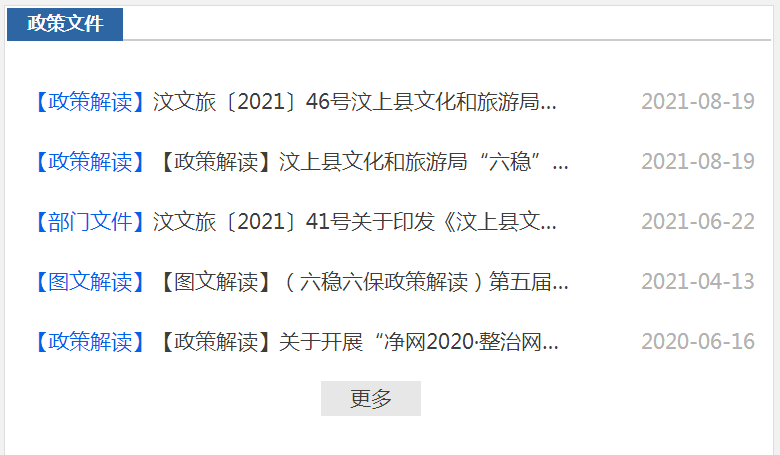 政策文件
【政策解读】汶文旅〔2021〕46号汶上县文化和旅游局... 2021-08-19
【政策解读】【政策解读】汶上县文化和旅游局“六稳”... 2021-08-19
【部门文件】汶文旅〔2021〕41号关于印发《汶上县文... 2021-06-22
【图文解读】【图文解读】（六稳六保政策解读）第五届... 2021-04-13
【政策解读】【政策解读】关于开展“净网2020·整治网... 2020-06-16
更多